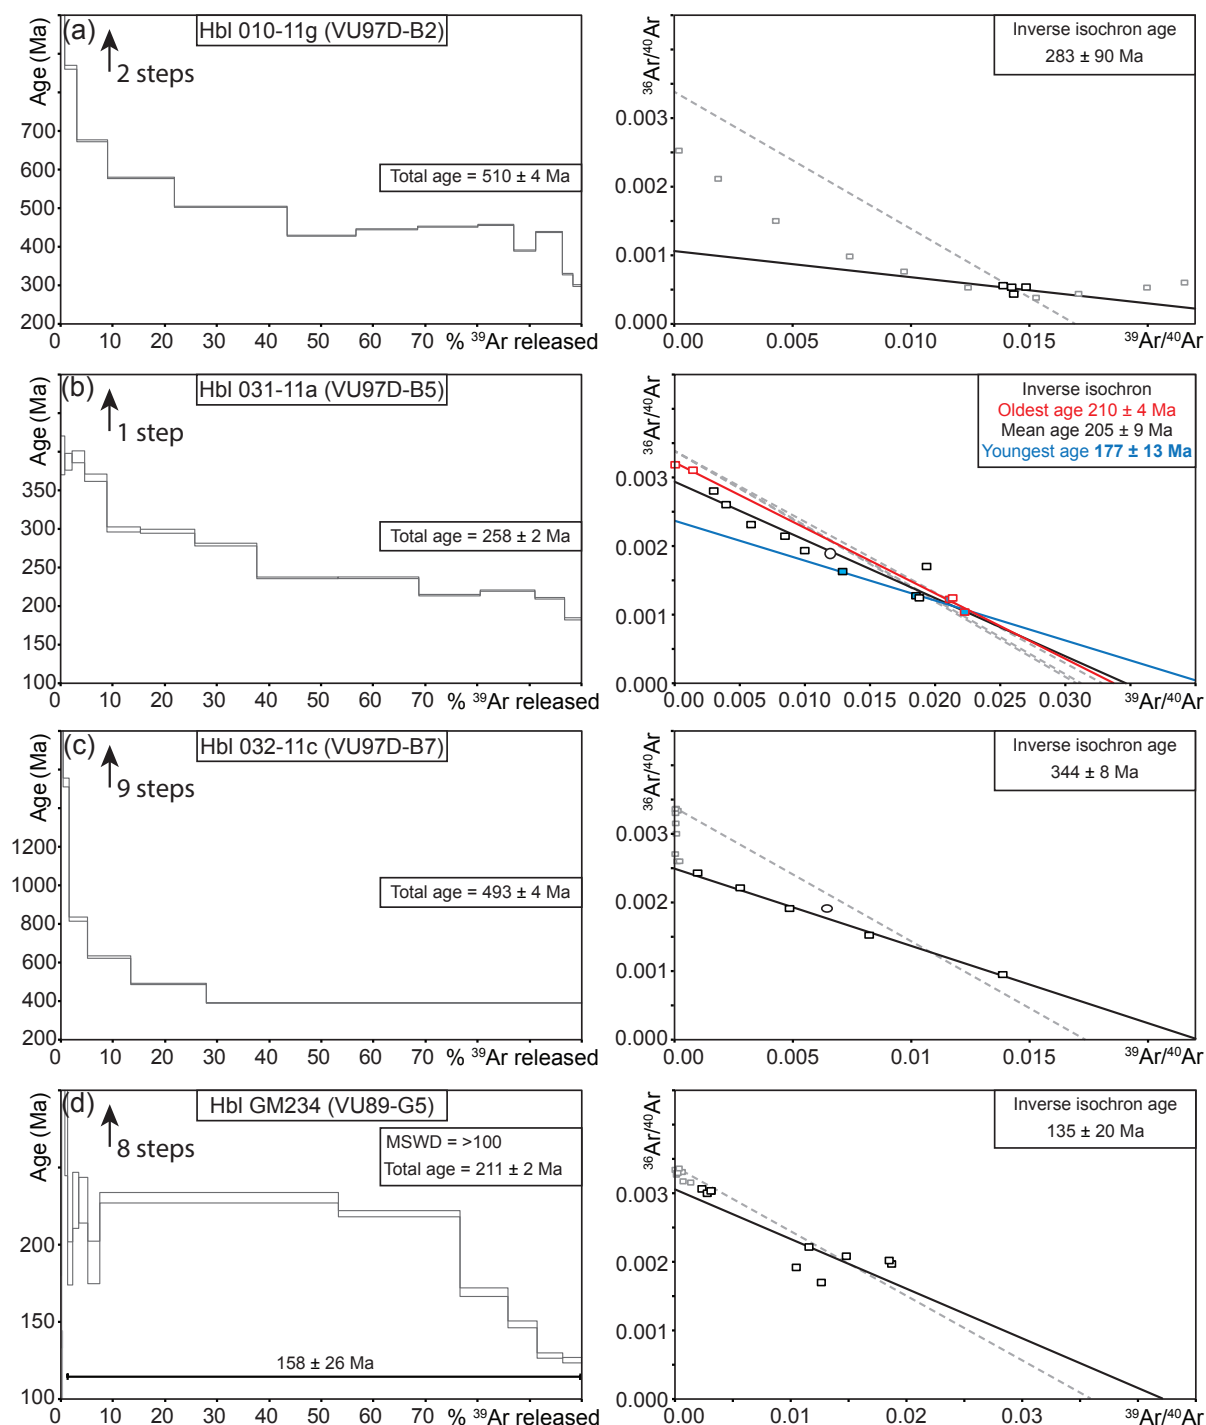 (a)
Hbl 010-11g (VU97D-B2)
2 steps
Age (Ma)
700
600
500
400
300
200
Total age = 510 ± 4 Ma
0 10 20 30 40 50 60 70 % ³⁹Ar released
Inverse isochron age
283 ± 90 Ma
³⁶Ar/⁴⁰Ar
0.003
0.002
0.001
0.000
0.00 0.005 0.01 0.015 ³⁹Ar/⁴⁰Ar
(b)
Hbl 031-11a (VU97D-B5)
1 step
Age (Ma)
350
300
250
200
150
100
Total age = 258 ± 2 Ma
0 10 20 30 40 50 60 70 % ³⁹Ar released
Inverse isochron
Oldest age 210 ± 4 Ma
Mean age 205 ± 9 Ma
Youngest age 177 ± 13 Ma
³⁶Ar/⁴⁰Ar
0.003
0.002
0.001
0.000
0.00 0.005 0.01 0.015 0.02 0.025 0.030 ³⁹Ar/⁴⁰Ar
(c)
Hbl 032-11c (VU97D-B7)
9 steps
Age (Ma)
1200
1000
800
600
400
200
Total age = 493 ± 4 Ma
0 10 20 30 40 50 60 70 % ³⁹Ar released
Inverse isochron age
344 ± 8 Ma
³⁶Ar/⁴⁰Ar
0.003
0.002
0.001
0.000
0.00 0.005 0.01 0.015 ³⁹Ar/⁴⁰Ar
(d)
Hbl GM234 (VU89-G5)
8 steps
Age (Ma)
MSWD = >100
Total age = 211 ± 2 Ma
200
150
100
158 ± 26 Ma
0 10 20 30 40 50 60 70 % ³⁹Ar released
Inverse isochron age
135 ± 20 Ma
³⁶Ar/⁴⁰Ar
0.003
0.002
0.001
0.000
0.00 0.01 0.02 0.03 ³⁹Ar/⁴⁰Ar